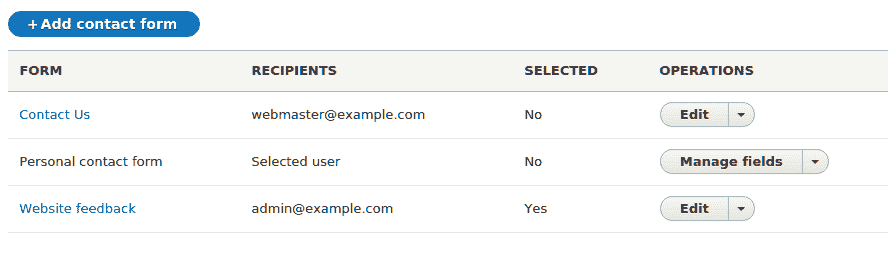 + Add contact form
FORM RECIPIENTS SELECTED OPERATIONS
Contact Us webmaster@example.com No Edit
Personal contact form Selected user No Manage fields
Website feedback admin@example.com Yes Edit